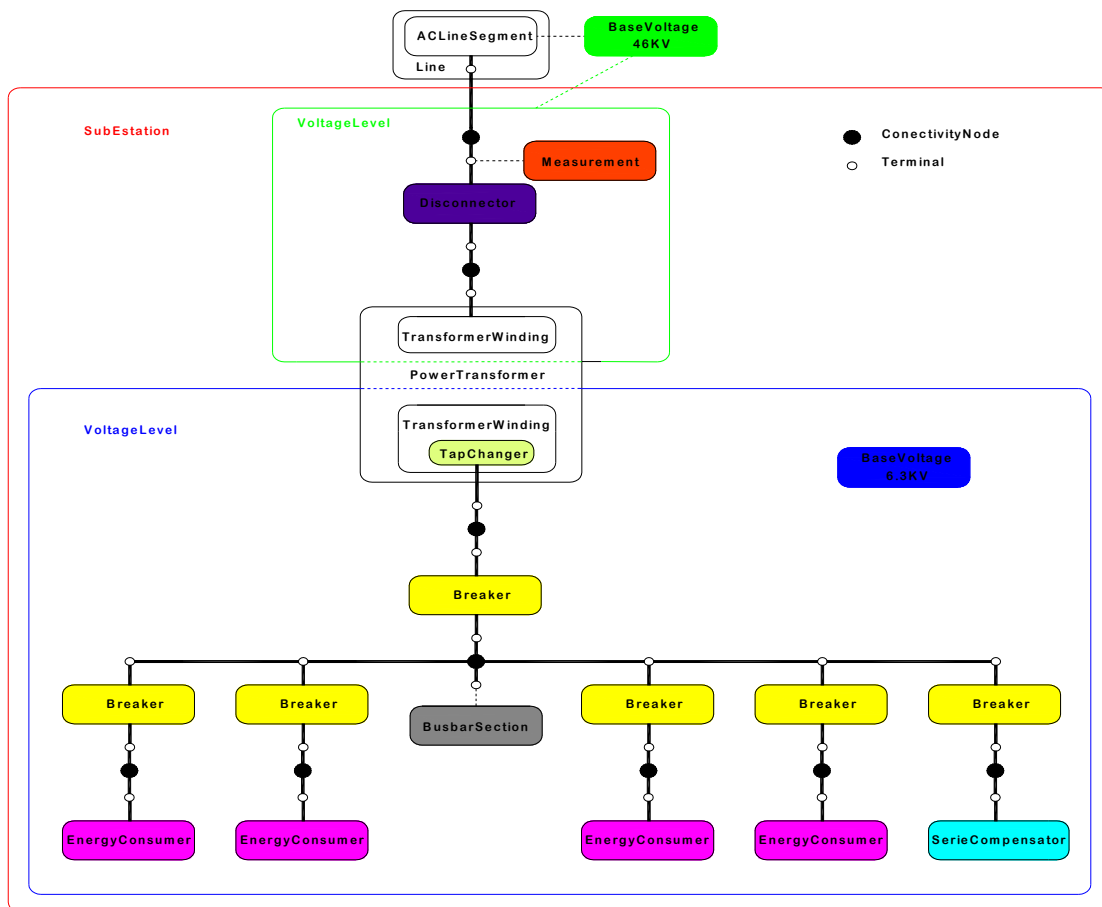 ACLineSegment
Line
BaseVoltage
46KV
SubEstation
VoltageLevel
ConectivityNode
Terminal
Measurement
Disconnector
TransformerWinding
PowerTransformer
VoltageLevel
TransformerWinding
TapChanger
BaseVoltage
6.3KV
Breaker
Breaker
Breaker
BusbarSection
Breaker
Breaker
Breaker
EnergyConsumer
EnergyConsumer
EnergyConsumer
EnergyConsumer
SerieCompensator